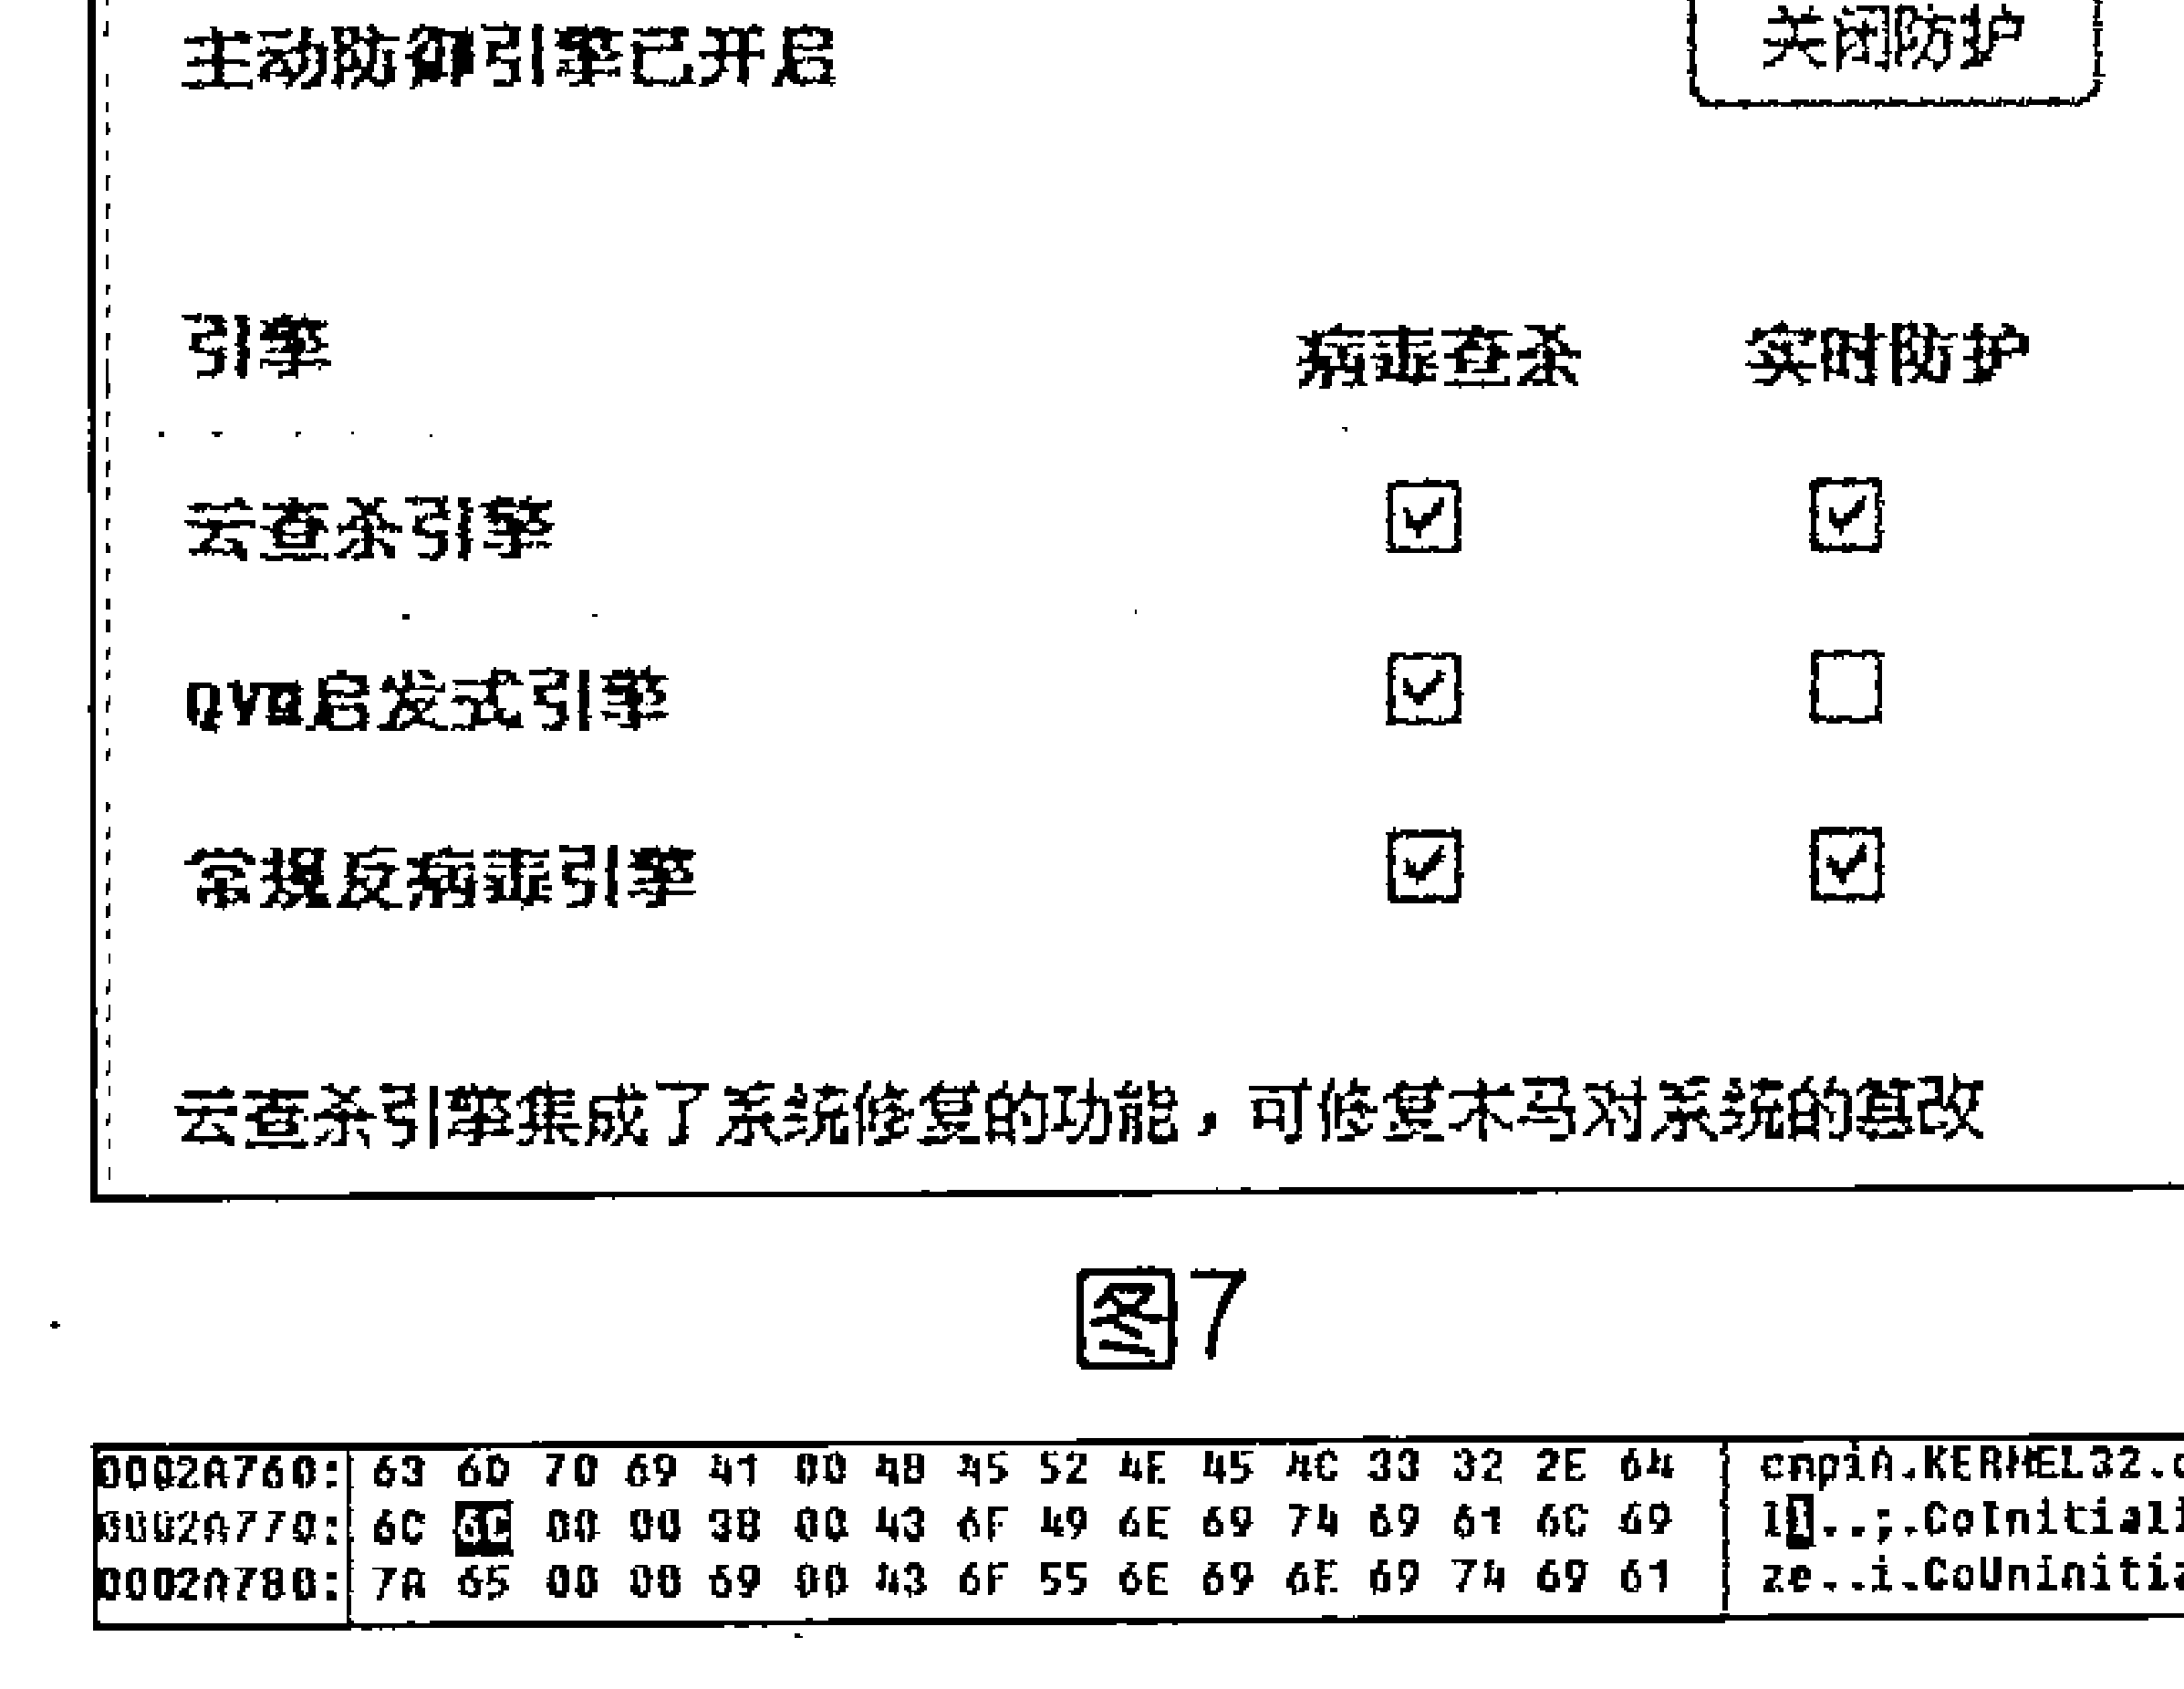 主动防御引擎已开启 关闭防护
引擎 病毒查杀 实时防护
云查杀引擎
QVM启发式引擎
常规反病毒引擎
云查杀引擎集成了系统修复的功能，可修复木马对系统的篡改
图7
0002A760: 63 6D 70 69 41 00 4B 45 52 4E 45 4C 33 32 2E 64 cmpiA.KERNEL32.d
0002A770: 6C 6C 00 00 3B 00 43 6F 49 6E 69 74 69 61 6C 69 ll..;.CoInitiali
0002A780: 7A 65 00 00 69 00 43 6F 55 6E 69 6E 69 74 69 61 ze..i.CoUninitia